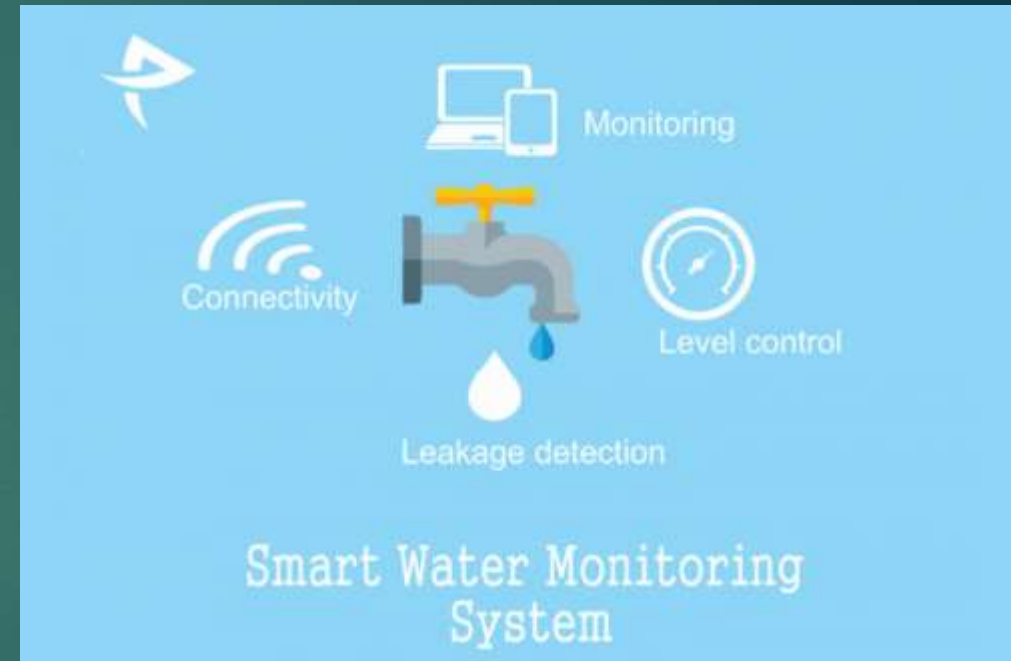 Monitoring
Connectivity
Level control
Leakage detection
Smart Water Monitoring
System